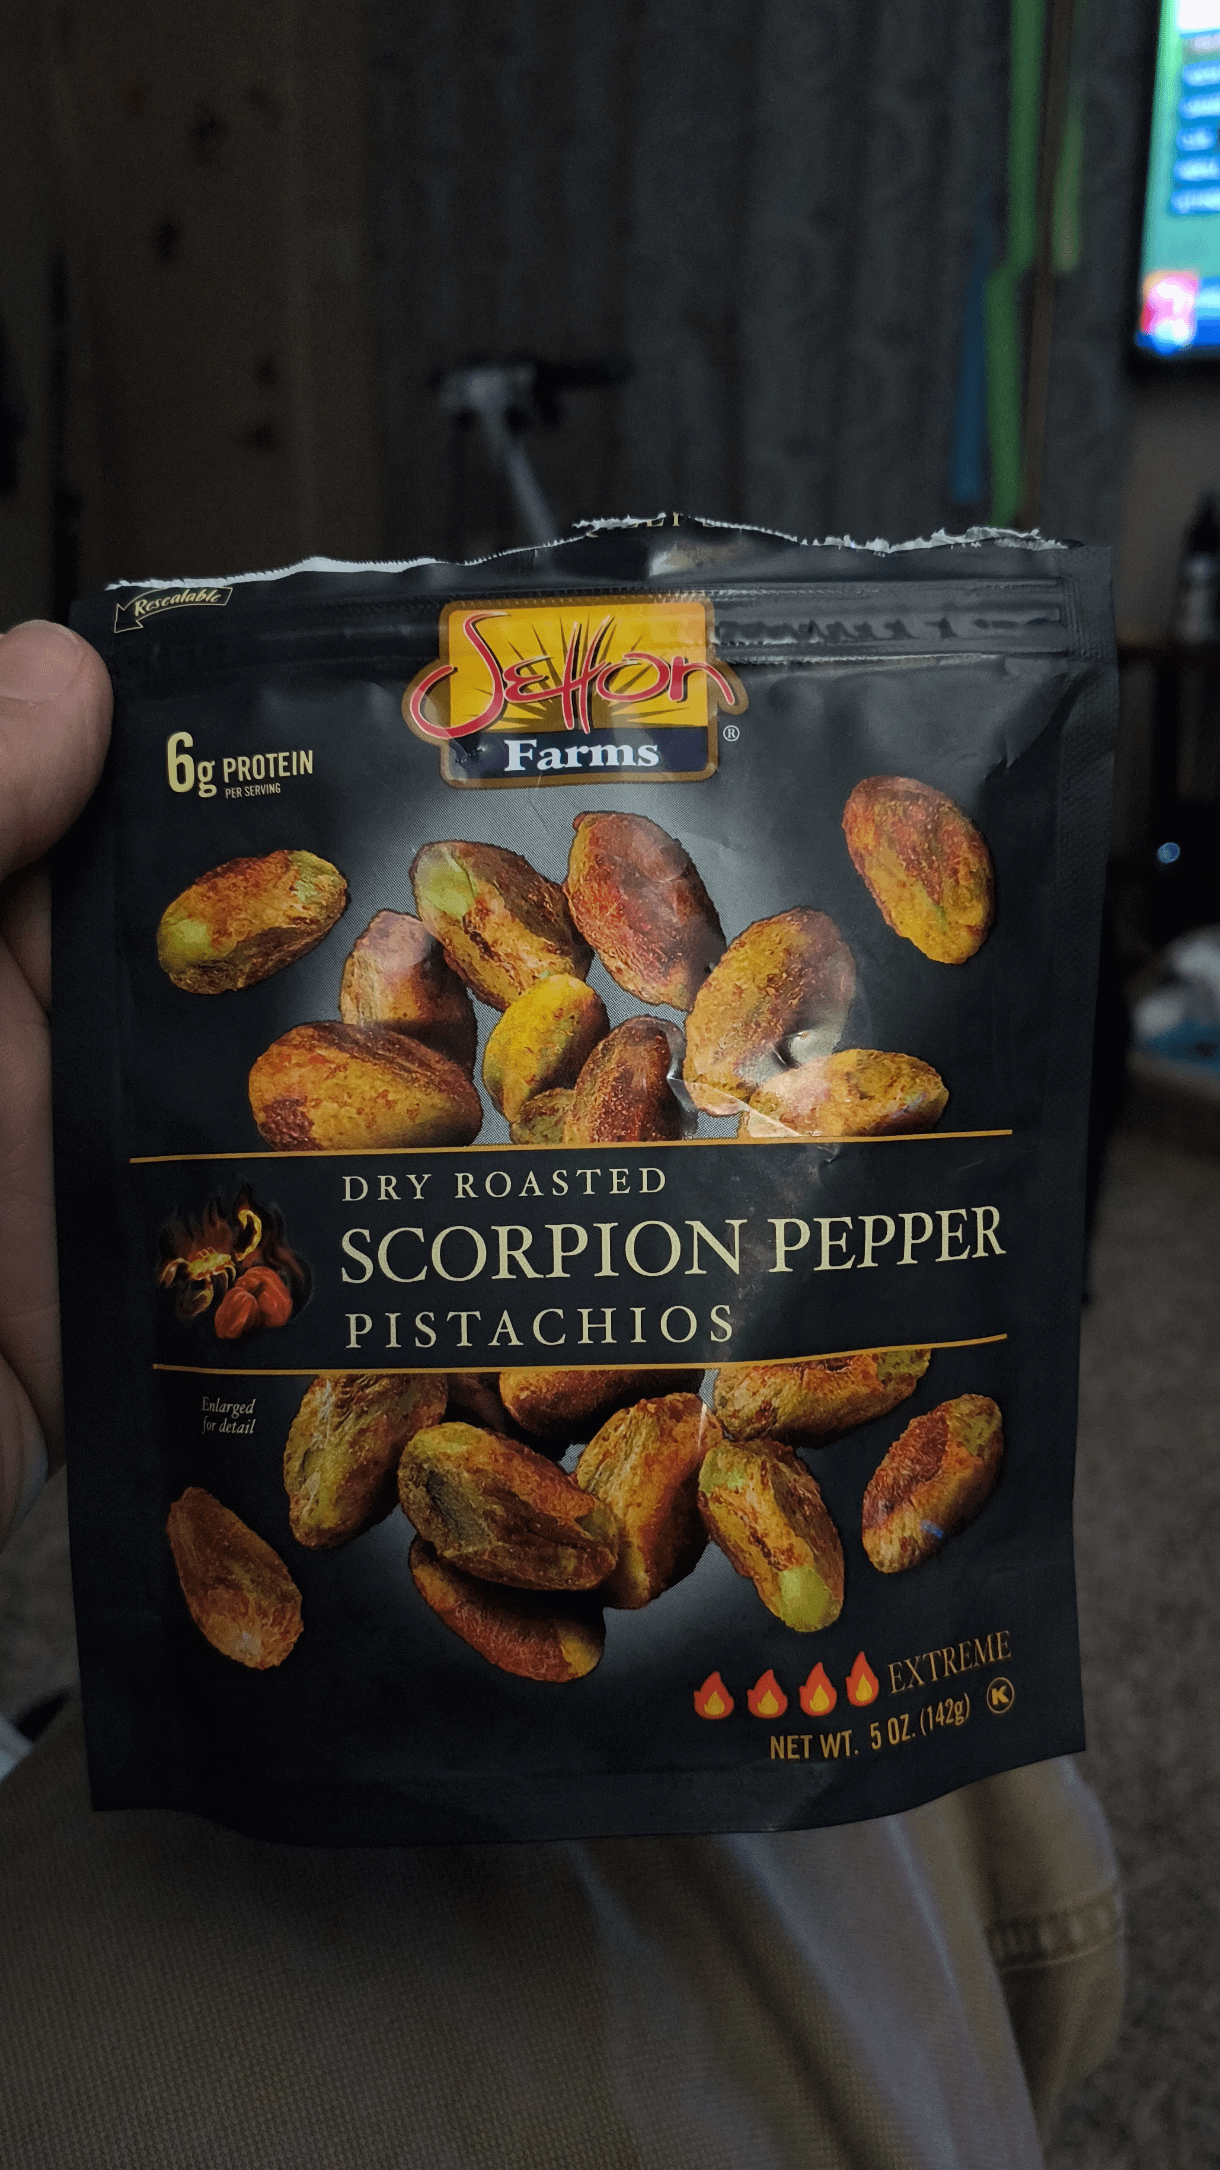 Resealable
Setton
Farms®
6g PROTEIN
PER SERVING
DRY ROASTED
SCORPION PEPPER
PISTACHIOS
Enlarged
for detail
EXTREME
NET WT. 5 OZ. (142g) K